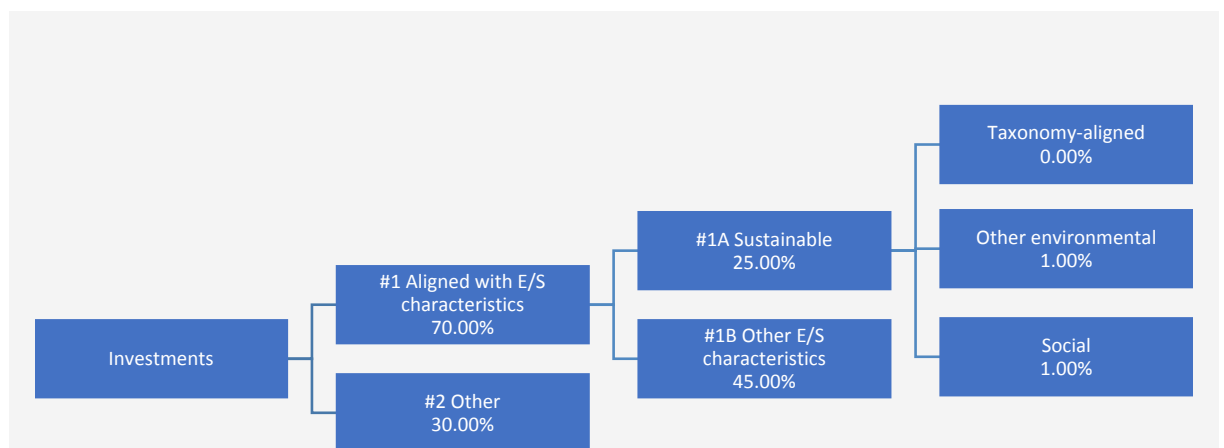 Investments
#1 Aligned with E/S
characteristics
70.00%
#2 Other
30.00%
#1A Sustainable
25.00%
#1B Other E/S
characteristics
45.00%
Taxonomy-aligned
0.00%
Other environmental
1.00%
Social
1.00%